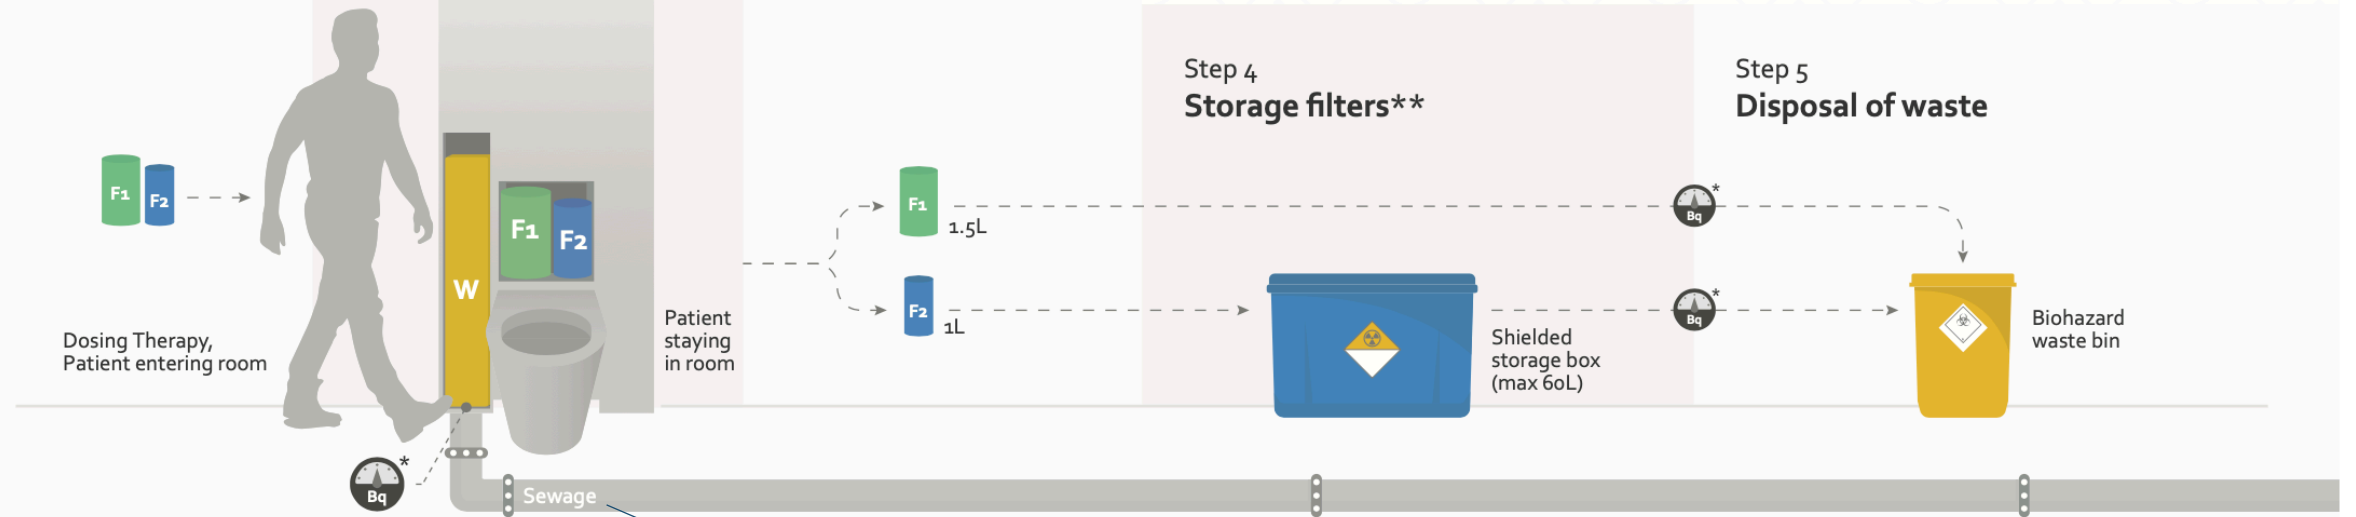 F1
F2
Dosing Therapy,
Patient entering room
W
F1
F2
Patient
staying
in room
Bq
*
Sewage
F1
1.5L
F2
1L
Step 4
Storage filters**
Shielded
storage box
(max 60L)
Step 5
Disposal of waste
Bq
*
Bq
*
Biohazard
waste bin